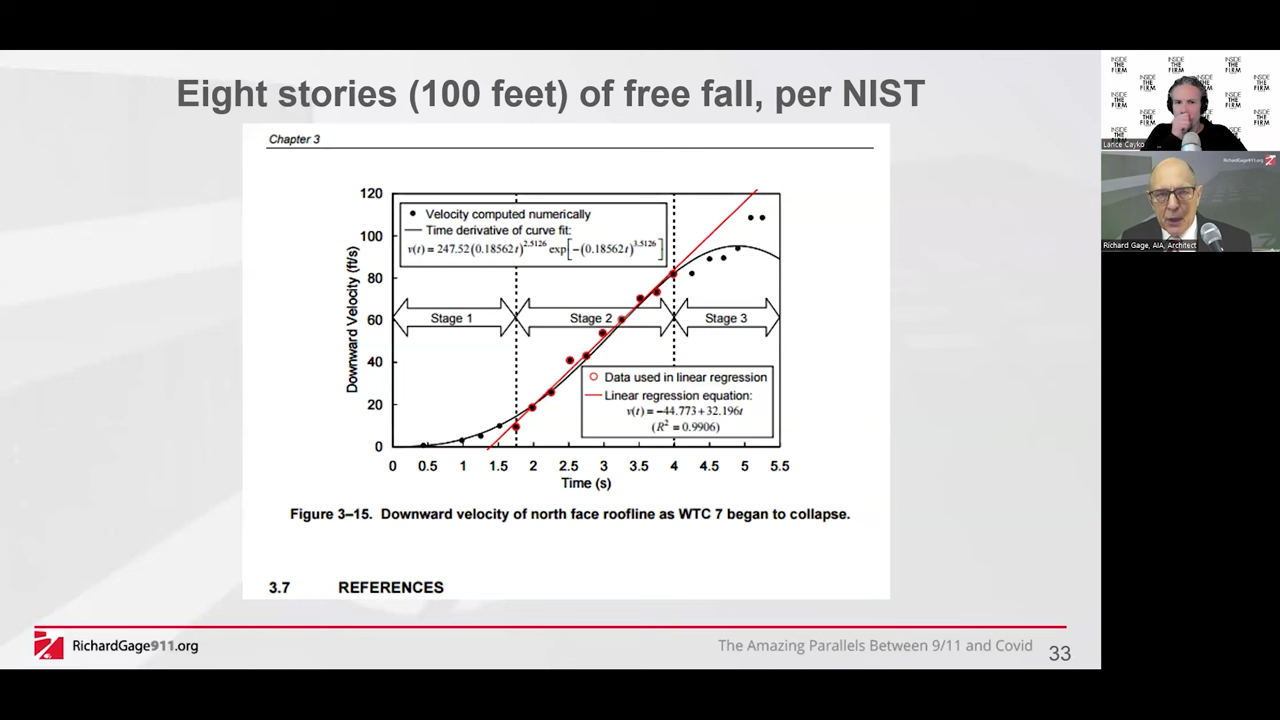 Eight stories (100 feet) of free fall, per NIST
Chapter 3
120
100
80
60
40
20
0
Downward Velocity (ft/s)
Velocity computed numerically
Time derivative of curve fit:
v(t) = 247.52(0.18562t)^2.5126 exp[−(0.18562t)^3.5126]
Stage 1
Stage 2
Stage 3
Data used in linear regression
Linear regression equation:
v(t) = −44.773+32.196t
(R² = 0.9906)
0 0.5 1 1.5 2 2.5 3 3.5 4 4.5 5 5.5
Time (s)
Figure 3–15. Downward velocity of north face roofline as WTC 7 began to collapse.
3.7 REFERENCES
RichardGage911.org
The Amazing Parallels Between 9/11 and Covid
33
INSIDE THE FIRM
Lance Cayko
RichardGage911.org
Richard Gage, AIA, Architect